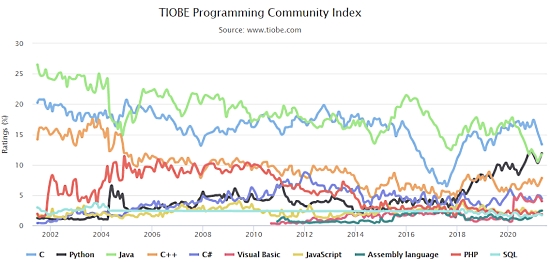 TIOBE Programming Community Index
Source: www.tiobe.com
Ratings (%)
30
25
20
15
10
5
0
2002 2004 2006 2008 2010 2012 2014 2016 2018 2020
C Python Java C++ C# Visual Basic JavaScript Assembly language PHP SQL